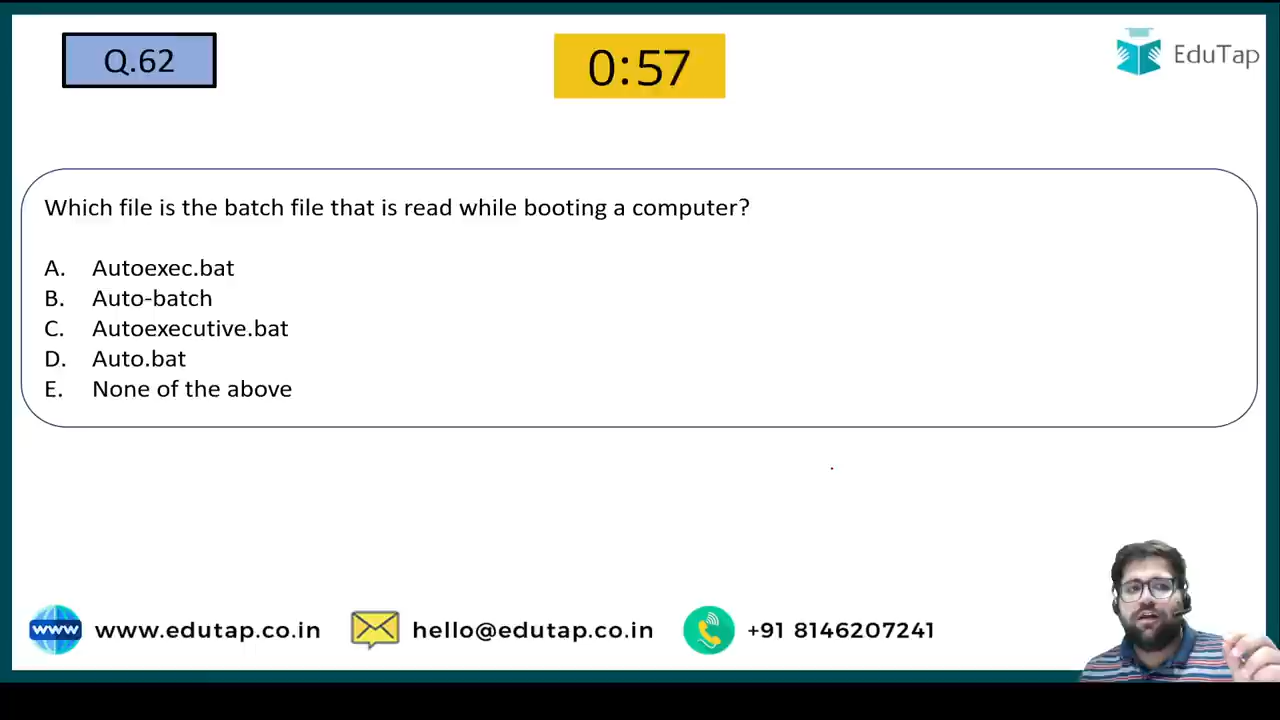 Q.62
0:57
EduTap
Which file is the batch file that is read while booting a computer?
A. Autoexec.bat
B. Auto-batch
C. Autoexecutive.bat
D. Auto.bat
E. None of the above
www
www.edutap.co.in
hello@edutap.co.in
+91 8146207241